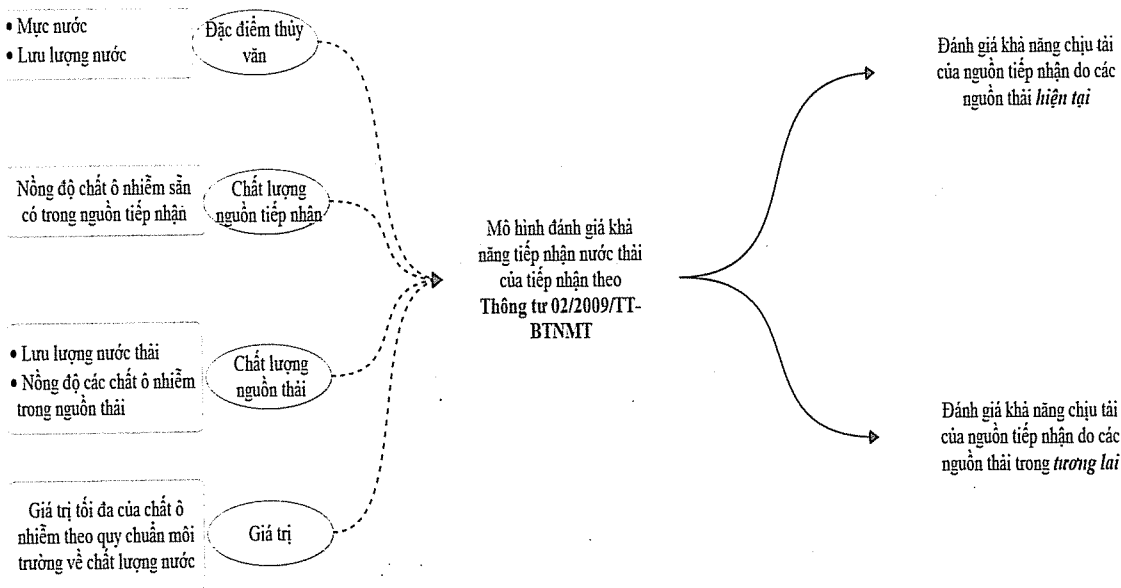 • Mực nước
• Lưu lượng nước
Đặc điểm thủy
văn
Nồng độ chất ô nhiễm sẵn
có trong nguồn tiếp nhận
Chất lượng
nguồn tiếp nhận
• Lưu lượng nước thải
• Nồng độ các chất ô nhiễm
trong nguồn thải
Chất lượng
nguồn thải
Giá trị tối đa của chất ô
nhiễm theo quy chuẩn môi
trường về chất lượng nước
Giá trị
Mô hình đánh giá khả
năng tiếp nhận nước thải
của tiếp nhận theo
Thông tư 02/2009/TT-
BTNMT
Đánh giá khả năng chịu tải
của nguồn tiếp nhận do các
nguồn thải hiện tại
Đánh giá khả năng chịu tải
của nguồn tiếp nhận do các
nguồn thải trong tương lai